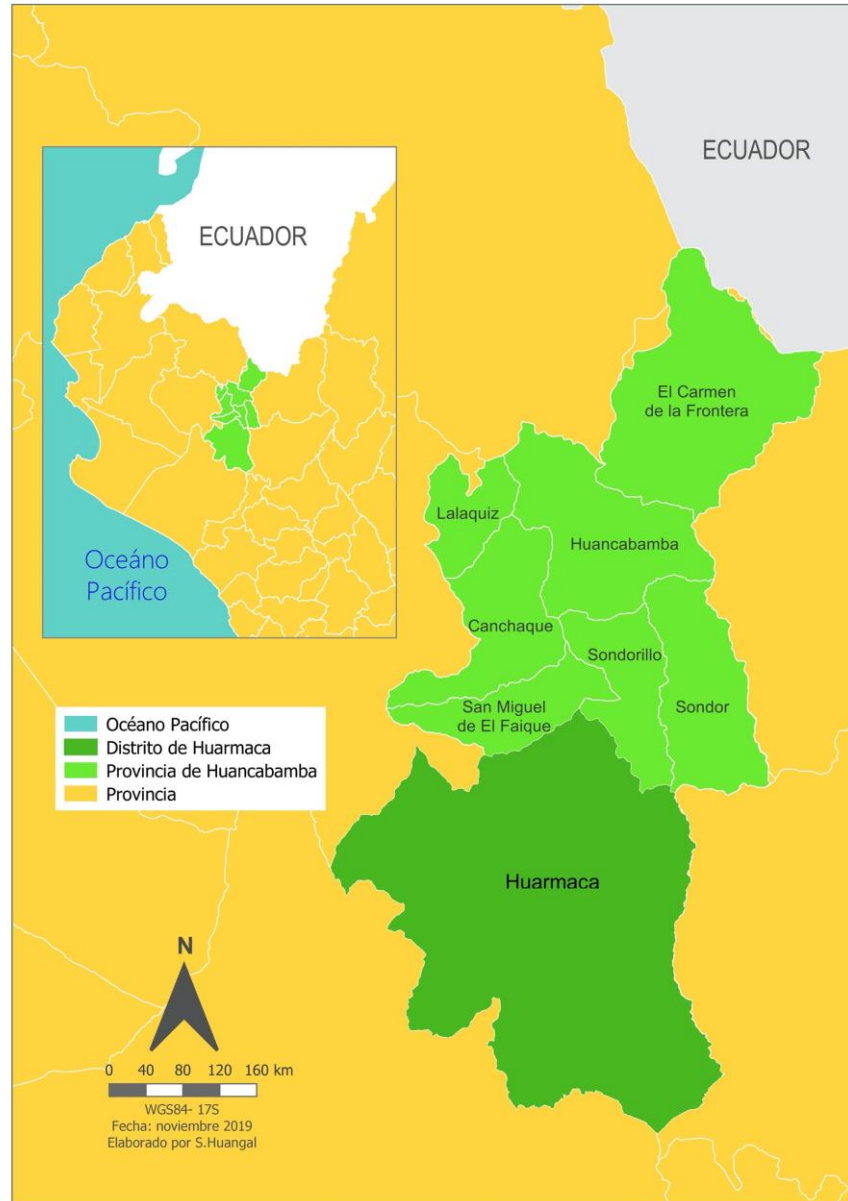 ECUADOR
ECUADOR
Oceáno
Pacífico
El Carmen
de la Frontera
Lalaquiz
Huancabamba
Canchaque
Sondorillo
San Miguel
de El Faique
Sondor
Océano Pacífico
Distrito de Huarmaca
Provincia de Huancabamba
Provincia
Huarmaca
N
0 40 80 120 160 km
WGS84- 17S
Fecha: noviembre 2019
Elaborado por S.Huangal